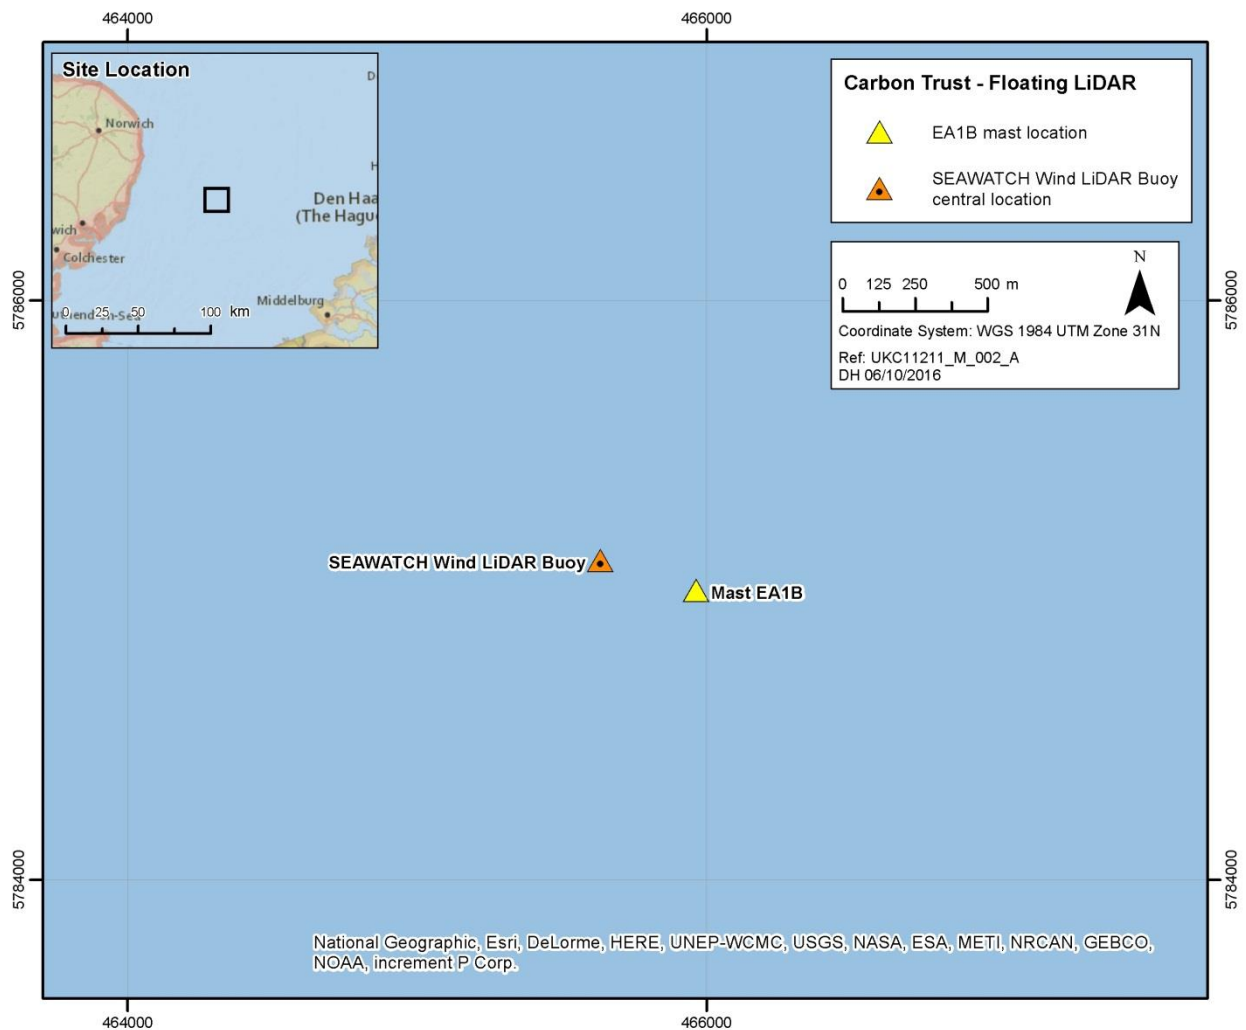 464000
466000
Site Location
Norwich
Den Haa
(The Hagu
wich
Colchester
Middelburg
0 25 50 100 km
Carbon Trust - Floating LiDAR
EA1B mast location
SEAWATCH Wind LiDAR Buoy
central location
N
0 125 250 500 m
Coordinate System: WGS 1984 UTM Zone 31N
Ref: UKC11211_M_002_A
DH 06/10/2016
5786000
5786000
SEAWATCH Wind LiDAR Buoy
Mast EA1B
5784000
5784000
National Geographic, Esri, DeLorme, HERE, UNEP-WCMC, USGS, NASA, ESA, METI, NRCAN, GEBCO,
NOAA, increment P Corp.
464000
466000